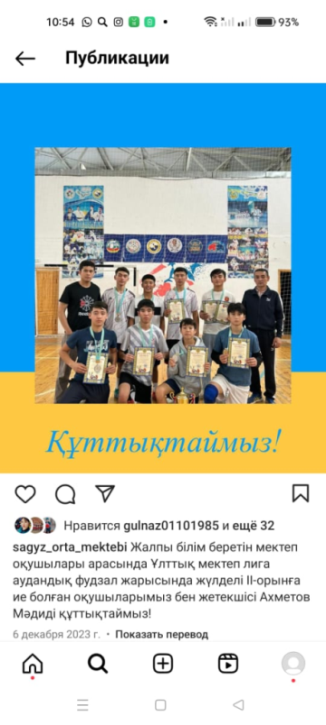 10:54
93%
Публикации
Құттықтаймыз!
Нравится gulnaz01101985 и ещё 32
sagyz_orta_mektebi Жалпы білім беретін мектеп
оқушылары арасында Ұлттық мектеп лига
аудандық фудзал жарысында жүлделі ІІ-орынға
ие болған оқушыларымыз бен жетекшісі Ахметов
Мәдиді құттықтаймыз!
6 декабря 2023 г. • Показать перевод